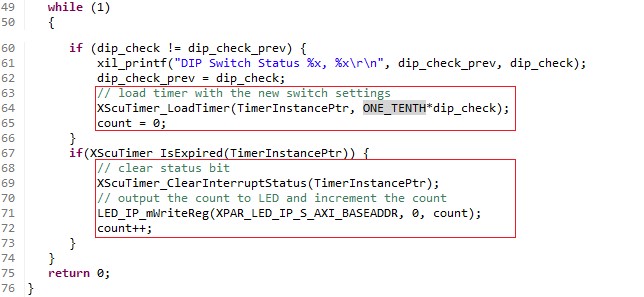 49 while (1)
50 {
60 if (dip_check != dip_check_prev) {
61 xil_printf("DIP Switch Status %x, %x\r\n", dip_check_prev, dip_check);
62 dip_check_prev = dip_check;
63 // load timer with the new switch settings
64 XScuTimer_LoadTimer(TimerInstancePtr, ONE_TENTH*dip_check);
65 count = 0;
66 }
67 if(XScuTimer_IsExpired(TimerInstancePtr)) {
68 // clear status bit
69 XScuTimer_ClearInterruptStatus(TimerInstancePtr);
70 // output the count to LED and increment the count
71 LED_IP_mWriteReg(XPAR_LED_IP_S_AXI_BASEADDR, 0, count);
72 count++;
73 }
74 }
75 return 0;
76 }